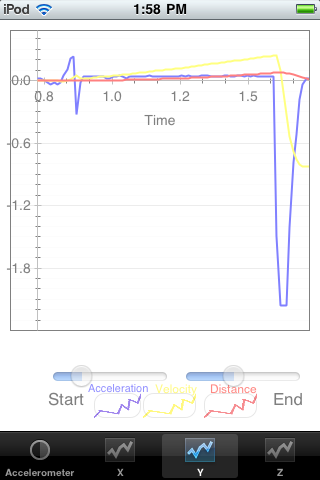 iPod 1:58 PM
0.0
0.8 1.0 1.2 1.5
Time
-0.6
-1.2
-1.8
Acceleration Velocity Distance
Start End
Accelerometer X Y Z